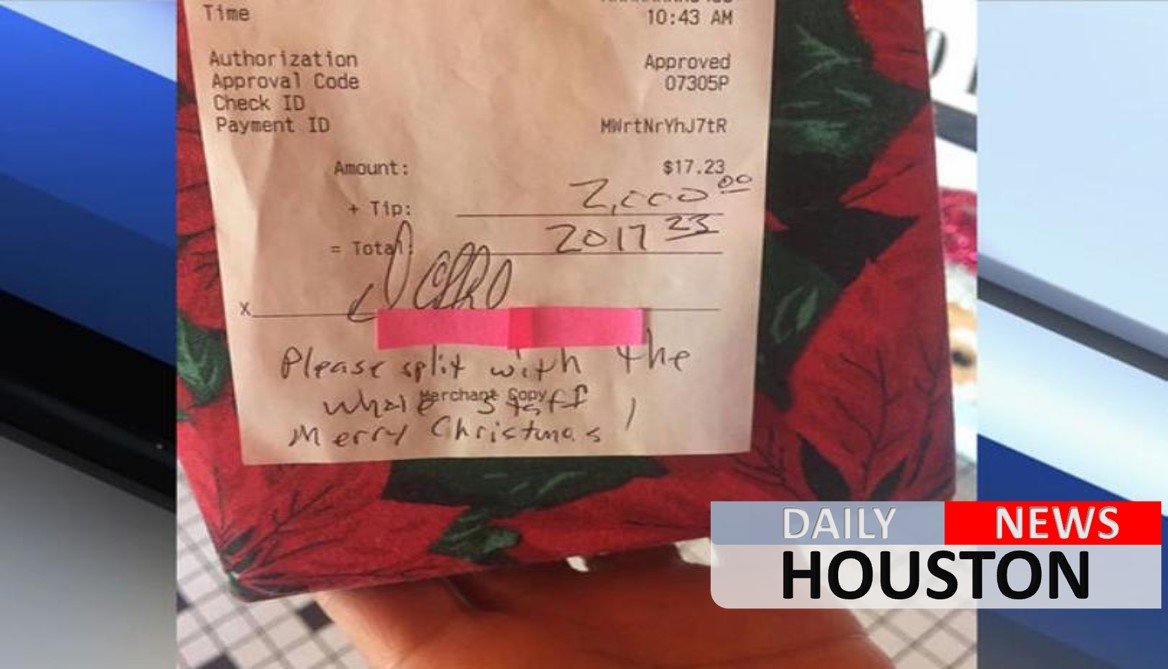 Time 10:43 AM
Authorization Approved
Approval Code 07305P
Check ID
Payment ID MWrtNrYhJ7tR
Amount: $17.23
+ Tip: 2,000.00
= Total: 2017 23
x
Please split with the
whole staff
Merchant Copy
Merry Christmas!
DAILY NEWS
HOUSTON